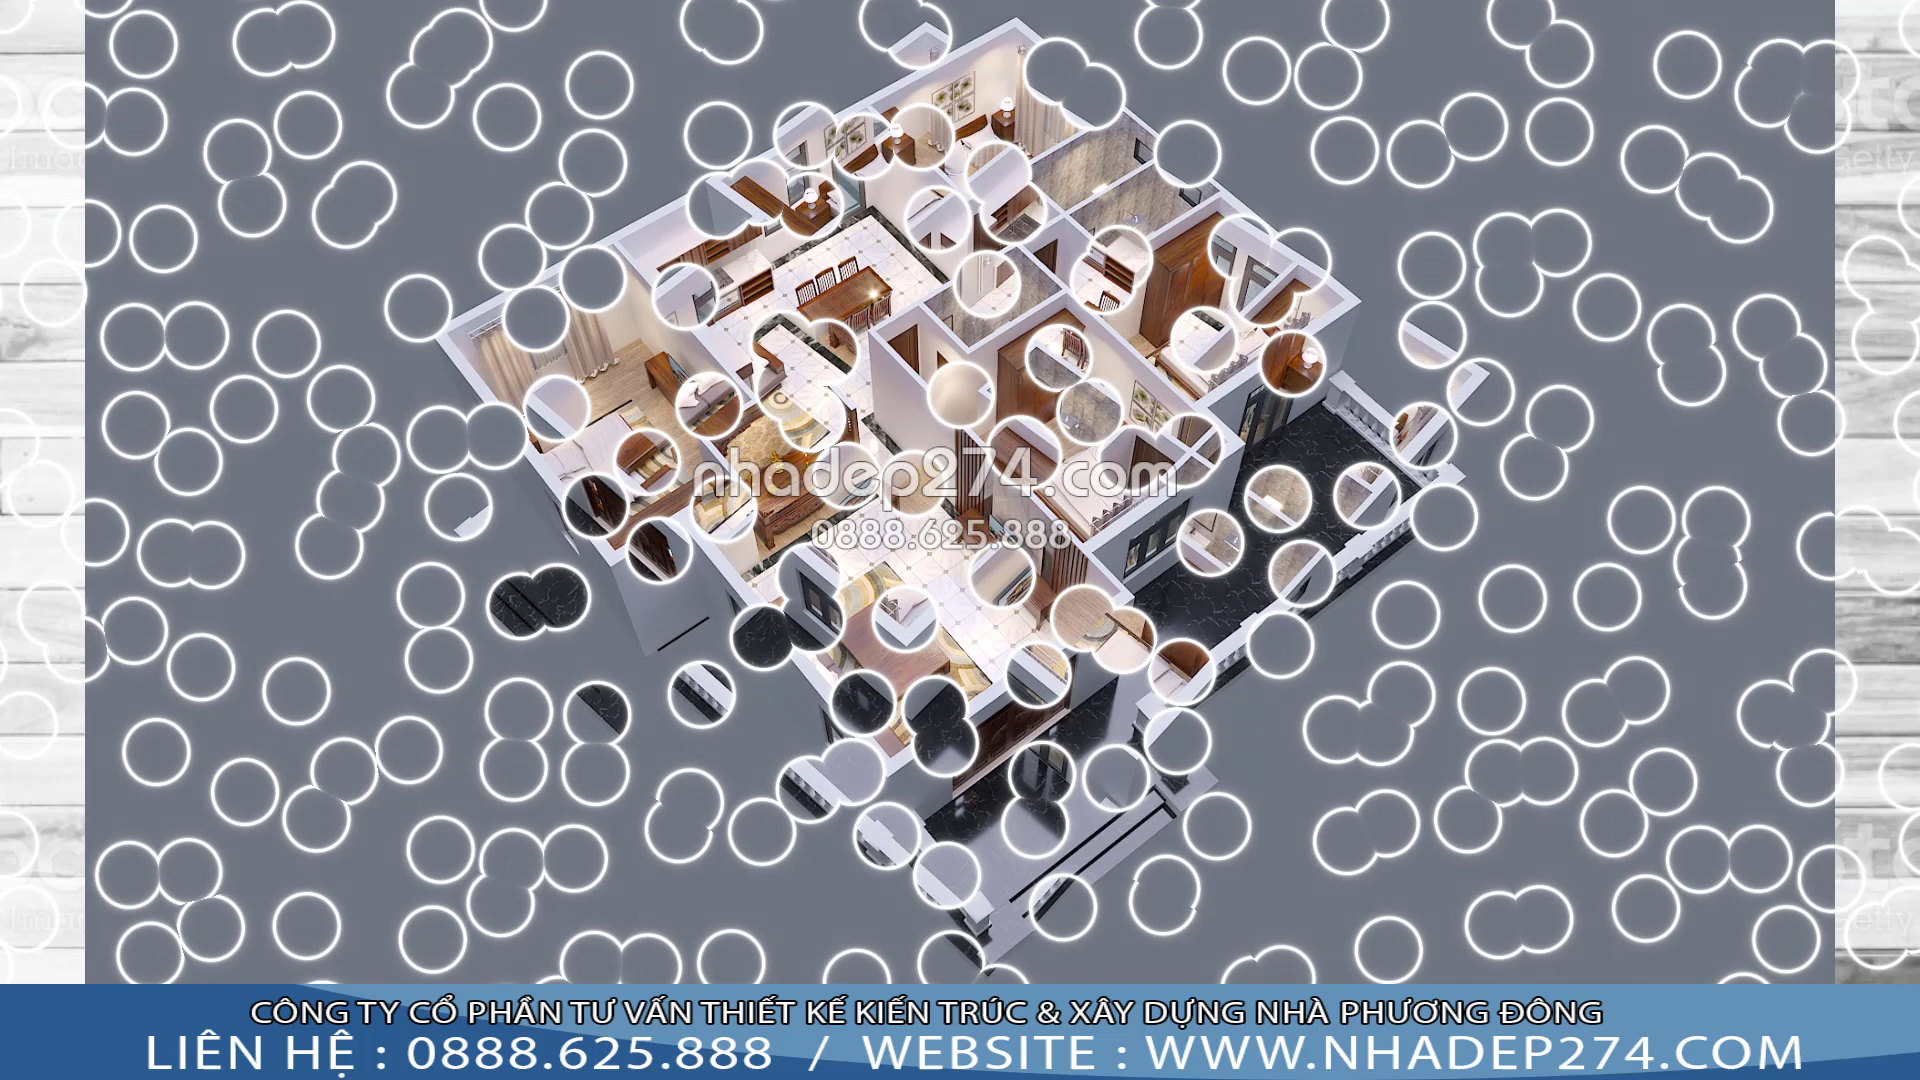 nhadep274.com
0888.625.888
CÔNG TY CỔ PHẦN TƯ VẤN THIẾT KẾ KIẾN TRÚC & XÂY DỰNG NHÀ PHƯƠNG ĐÔNG
LIÊN HỆ : 0888.625.888 / WEBSITE : WWW.NHADEP274.COM